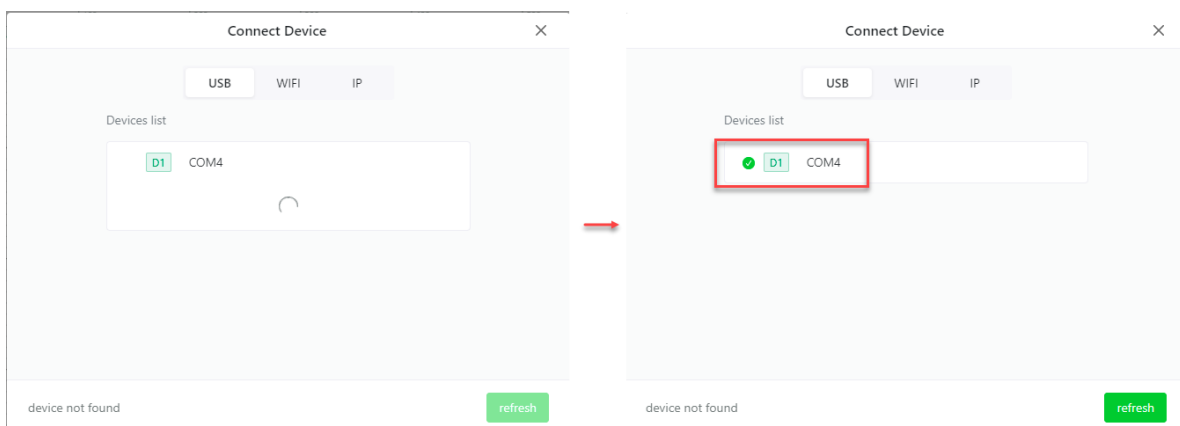 Connect Device
USB WIFI IP
Devices list
D1 COM4
device not found refresh
Connect Device
USB WIFI IP
Devices list
D1 COM4
device not found refresh